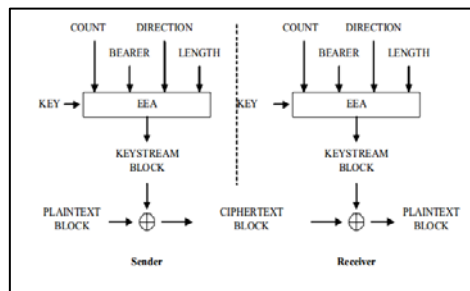 COUNT DIRECTION COUNT DIRECTION
BEARER LENGTH BEARER LENGTH
KEY EEA KEY EEA
KEYSTREAM BLOCK KEYSTREAM BLOCK
PLAINTEXT BLOCK CIPHERTEXT BLOCK PLAINTEXT BLOCK
Sender Receiver